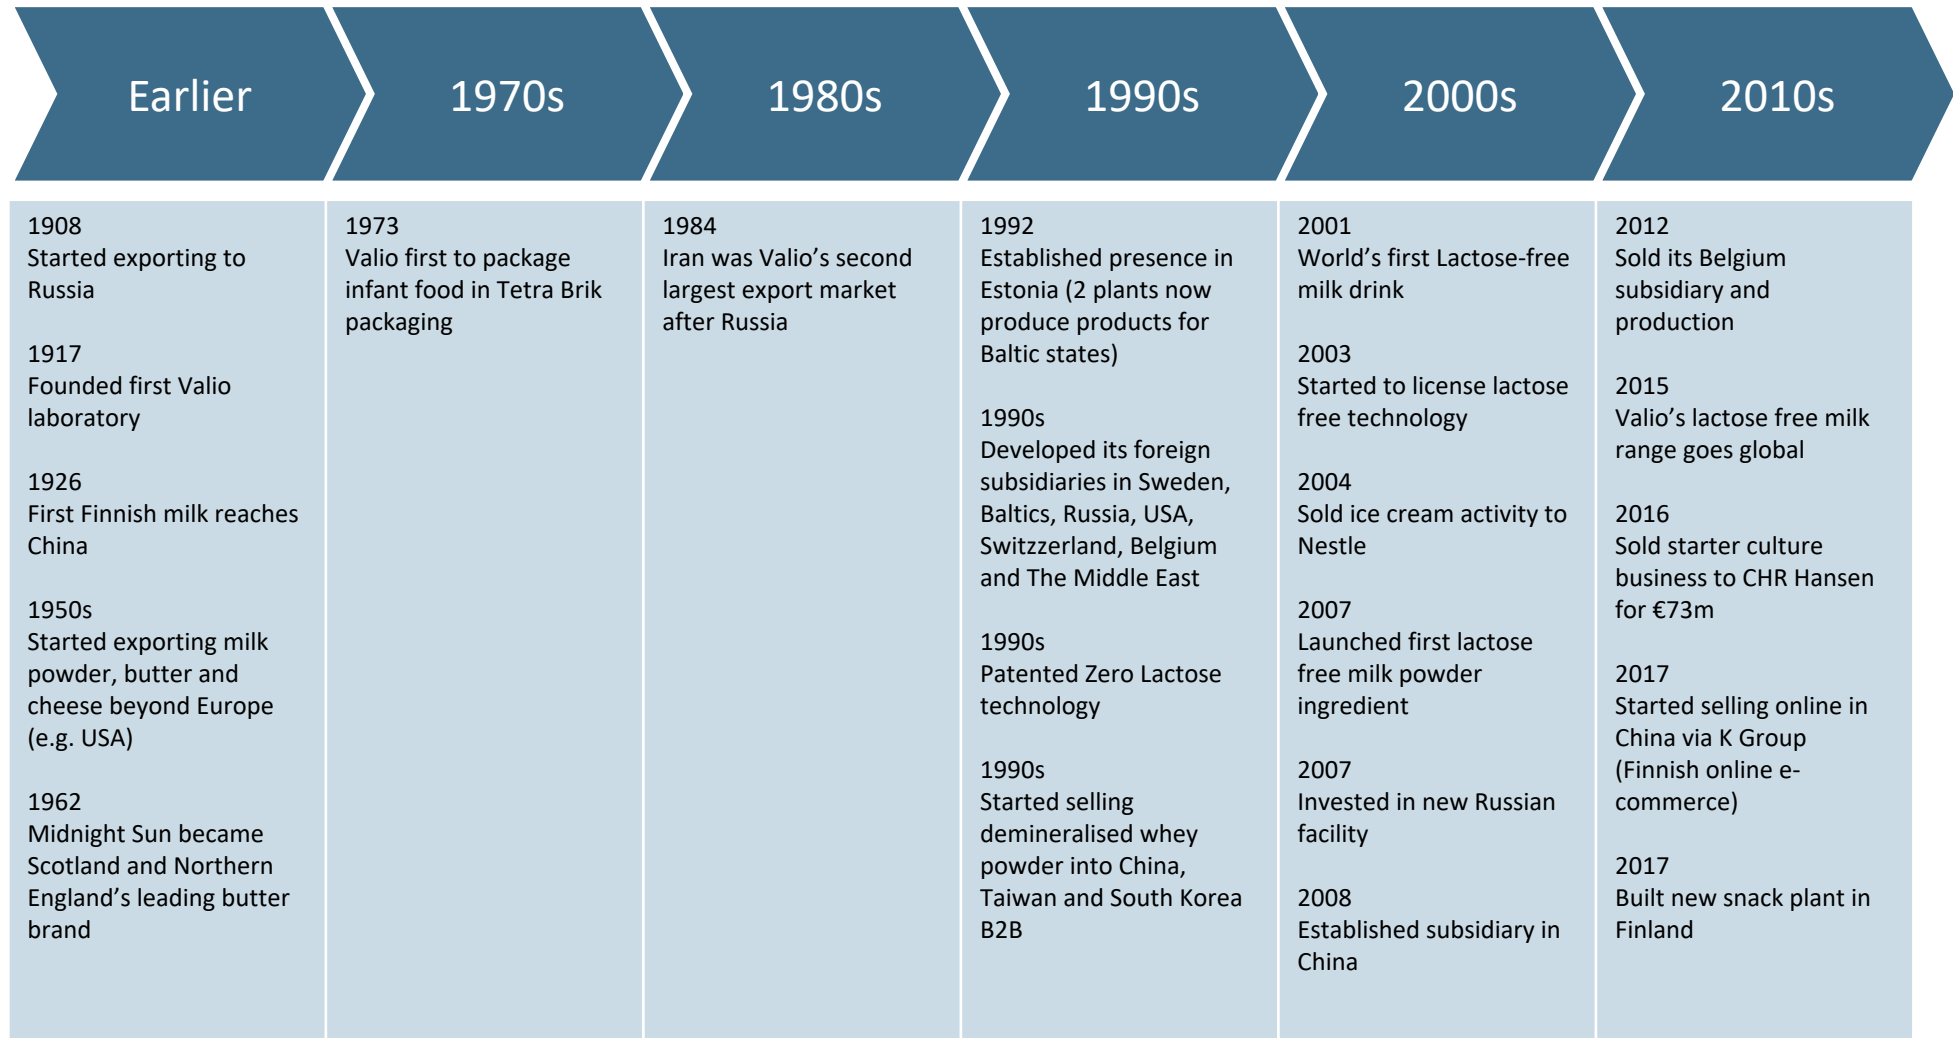 Earlier
1970s
1980s
1990s
2000s
2010s
1908
Started exporting to
Russia
1917
Founded first Valio
laboratory
1926
First Finnish milk reaches
China
1950s
Started exporting milk
powder, butter and
cheese beyond Europe
(e.g. USA)
1962
Midnight Sun became
Scotland and Northern
England’s leading butter
brand
1973
Valio first to package
infant food in Tetra Brik
packaging
1984
Iran was Valio’s second
largest export market
after Russia
1992
Established presence in
Estonia (2 plants now
produce products for
Baltic states)
1990s
Developed its foreign
subsidiaries in Sweden,
Baltics, Russia, USA,
Switzzerland, Belgium
and The Middle East
1990s
Patented Zero Lactose
technology
1990s
Started selling
demineralised whey
powder into China,
Taiwan and South Korea
B2B
2001
World’s first Lactose-free
milk drink
2003
Started to license lactose
free technology
2004
Sold ice cream activity to
Nestle
2007
Launched first lactose
free milk powder
ingredient
2007
Invested in new Russian
facility
2008
Established subsidiary in
China
2012
Sold its Belgium
subsidiary and
production
2015
Valio’s lactose free milk
range goes global
2016
Sold starter culture
business to CHR Hansen
for €73m
2017
Started selling online in
China via K Group
(Finnish online e-
commerce)
2017
Built new snack plant in
Finland